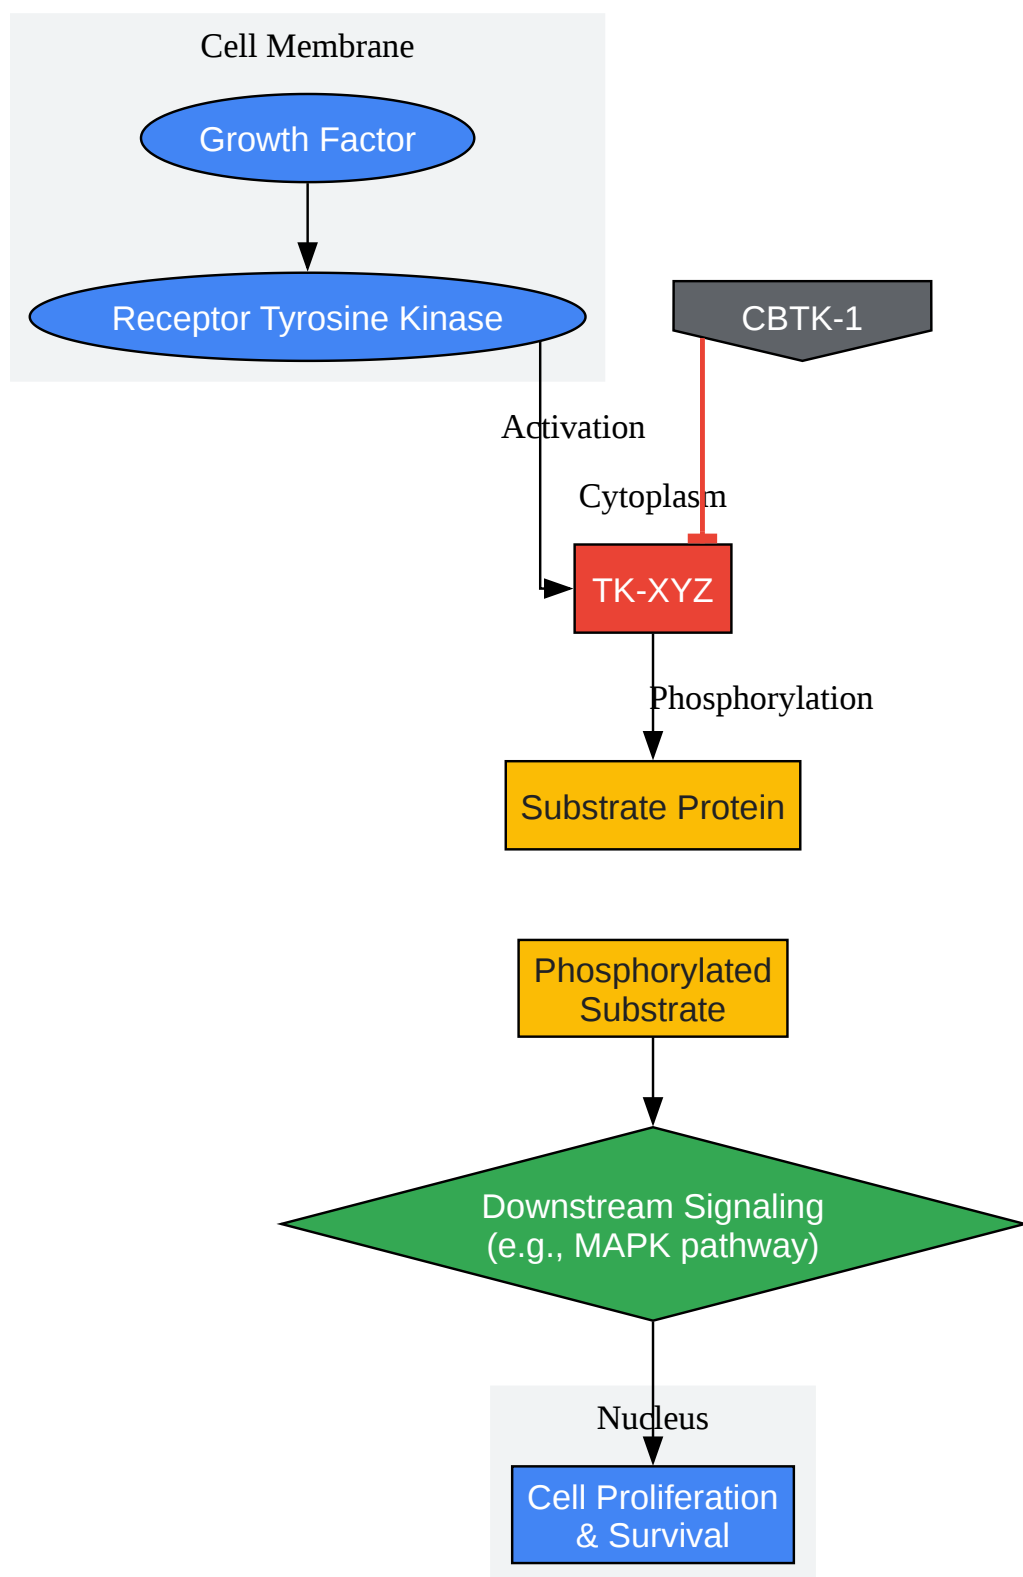 Cell Membrane
Growth Factor
Receptor Tyrosine Kinase
CBTK-1
Activation
Cytoplasm
TK-XYZ
Phosphorylation
Substrate Protein
Phosphorylated
Substrate
Downstream Signaling
(e.g., MAPK pathway)
Nucleus
Cell Proliferation
& Survival